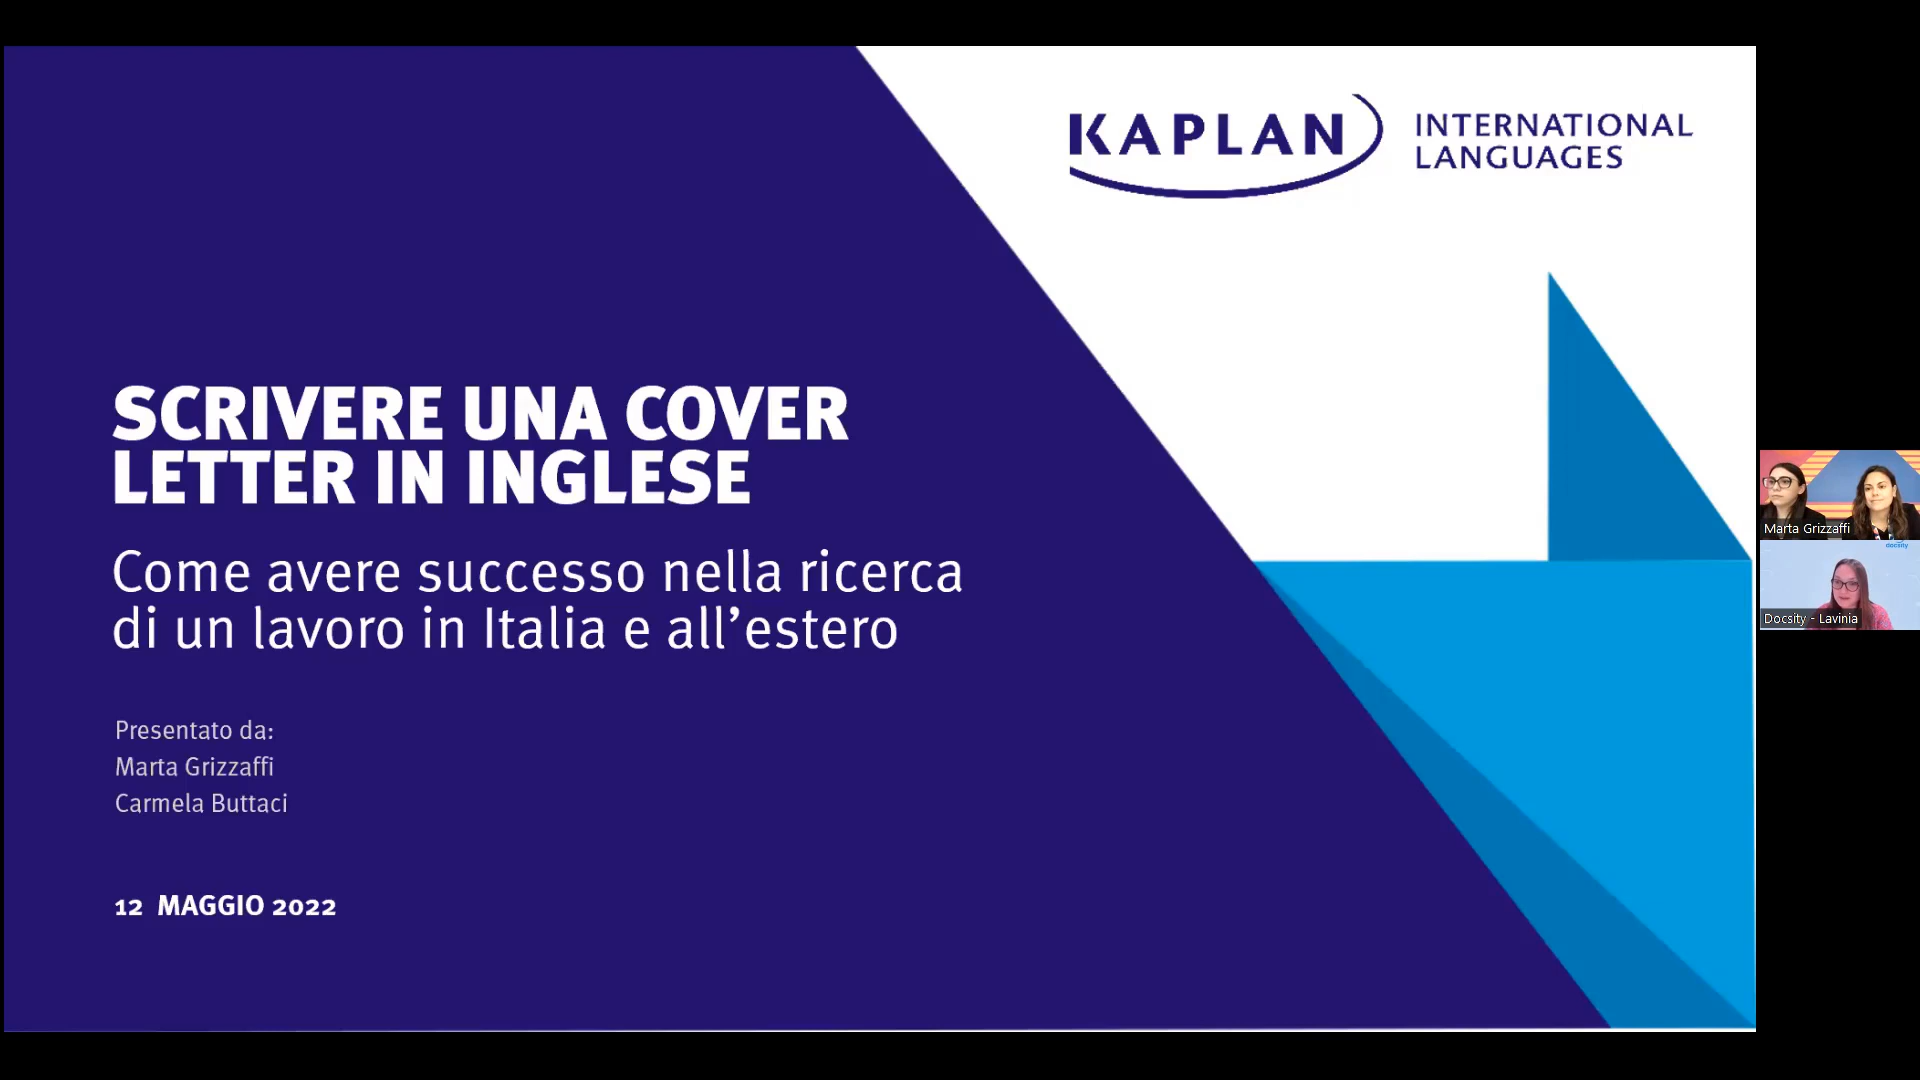 KAPLAN
INTERNATIONAL
LANGUAGES
SCRIVERE UNA COVER
LETTER IN INGLESE
Come avere successo nella ricerca
di un lavoro in Italia e all’estero
Presentato da:
Marta Grizzaffi
Carmela Buttaci
12 MAGGIO 2022
Marta Grizzaffi
docsity
Docsity - Lavinia